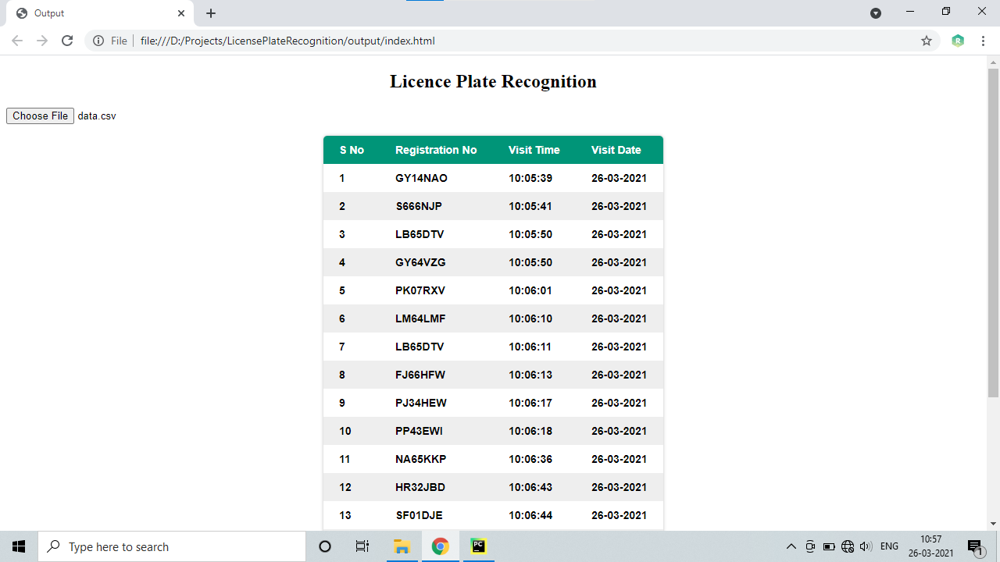 Output
File file:///D:/Projects/LicensePlateRecognition/output/index.html
R
Licence Plate Recognition
Choose File data.csv
S No Registration No Visit Time Visit Date
1 GY14NAO 10:05:39 26-03-2021
2 S666NJP 10:05:41 26-03-2021
3 LB65DTV 10:05:50 26-03-2021
4 GY64VZG 10:05:50 26-03-2021
5 PK07RXV 10:06:01 26-03-2021
6 LM64LMF 10:06:10 26-03-2021
7 LB65DTV 10:06:11 26-03-2021
8 FJ66HFW 10:06:13 26-03-2021
9 PJ34HEW 10:06:17 26-03-2021
10 PP43EWI 10:06:18 26-03-2021
11 NA65KKP 10:06:36 26-03-2021
12 HR32JBD 10:06:43 26-03-2021
13 SF01DJE 10:06:44 26-03-2021
Type here to search
PC
ENG
10:57
26-03-2021
1